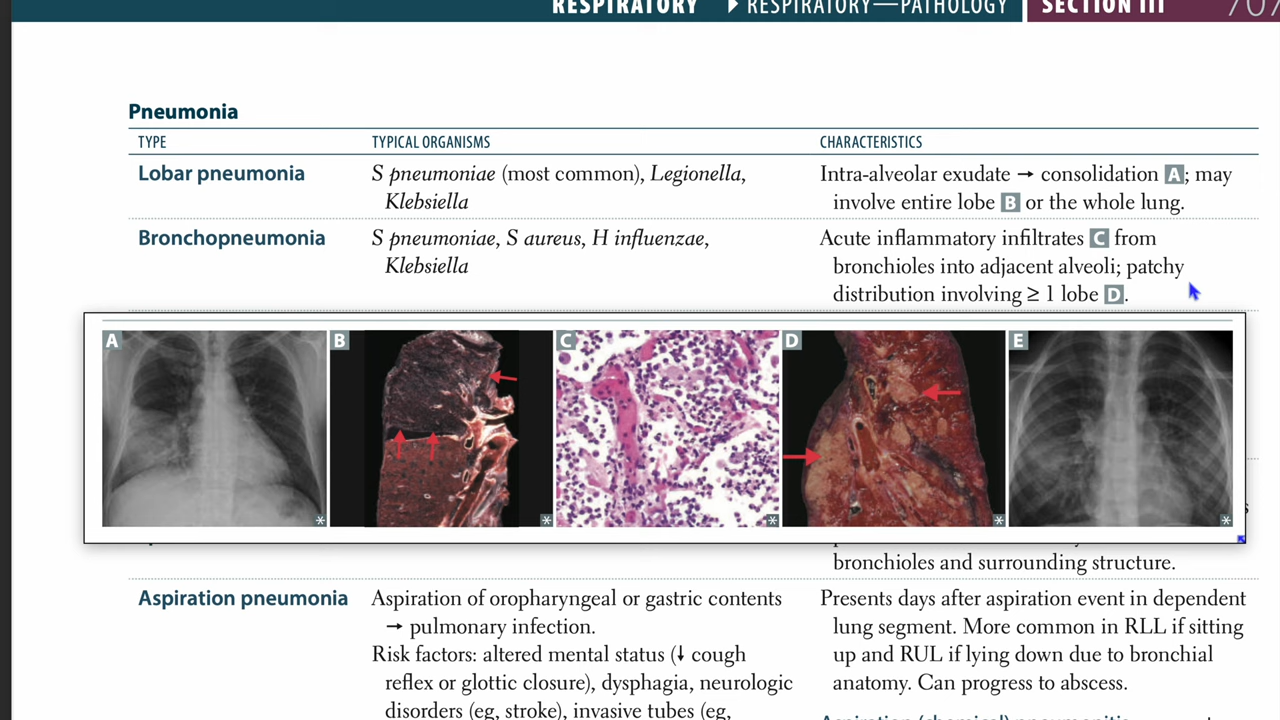 RESPIRATORY ▶ RESPIRATORY—PATHOLOGY SECTION III 707
Pneumonia
TYPE TYPICAL ORGANISMS CHARACTERISTICS
Lobar pneumonia S pneumoniae (most common), Legionella, Intra-alveolar exudate → consolidation A; may
Klebsiella involve entire lobe B or the whole lung.
Bronchopneumonia S pneumoniae, S aureus, H influenzae, Acute inflammatory infiltrates C from
Klebsiella bronchioles into adjacent alveoli; patchy
distribution involving ≥ 1 lobe D.
A B C D E
* * * * *
bronchioles and surrounding structure.
Aspiration pneumonia Aspiration of oropharyngeal or gastric contents Presents days after aspiration event in dependent
→ pulmonary infection. lung segment. More common in RLL if sitting
Risk factors: altered mental status (↓ cough up and RUL if lying down due to bronchial
reflex or glottic closure), dysphagia, neurologic anatomy. Can progress to abscess.
disorders (eg, stroke), invasive tubes (eg,